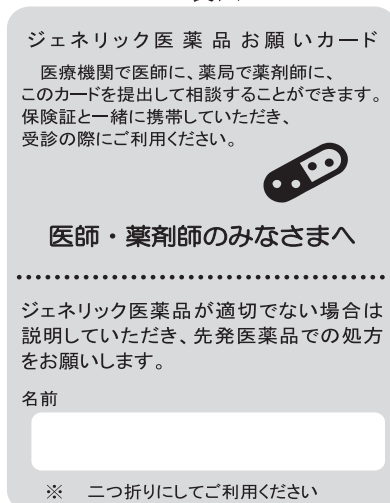 ジェネリック医薬品お願いカード
医療機関で医師に、薬局で薬剤師に、
このカードを提出して相談することができます。
保険証と一緒に携帯していただき、
受診の際にご利用ください。
医師・薬剤師のみなさまへ
ジェネリック医薬品が適切でない場合は
説明していただき、先発医薬品での処方
をお願いします。
名前
※　二つ折りにしてご利用ください